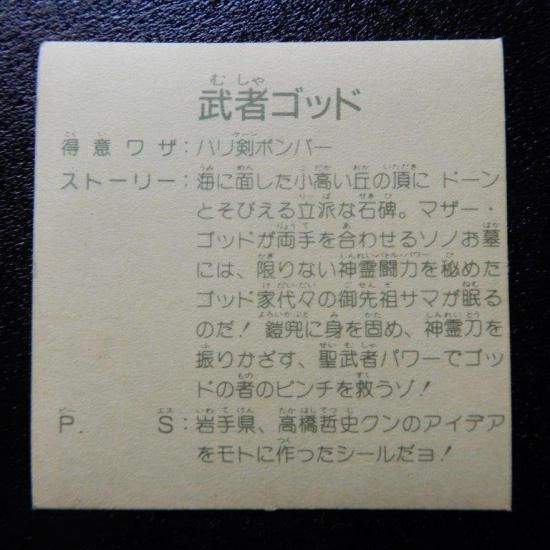 武者ゴッド
得意ワザ:ハリ剣ボンバー
ストーリー:海に面した小高い丘の頂に ドーン
とそびえる立派な石碑。マザー・
ゴッドが両手を合わせるソノお墓
には、限りない神霊闘力を秘めた
ゴッド家代々の御先祖サマが眠る
のだ!鎧兜に身を固め、神霊刀を
振りかざす、聖武者パワーでゴッ
ドの者のピンチを救うゾ!
P. S:岩手県、高橋哲史クンのアイデア
をモトに作ったシールだヨ!